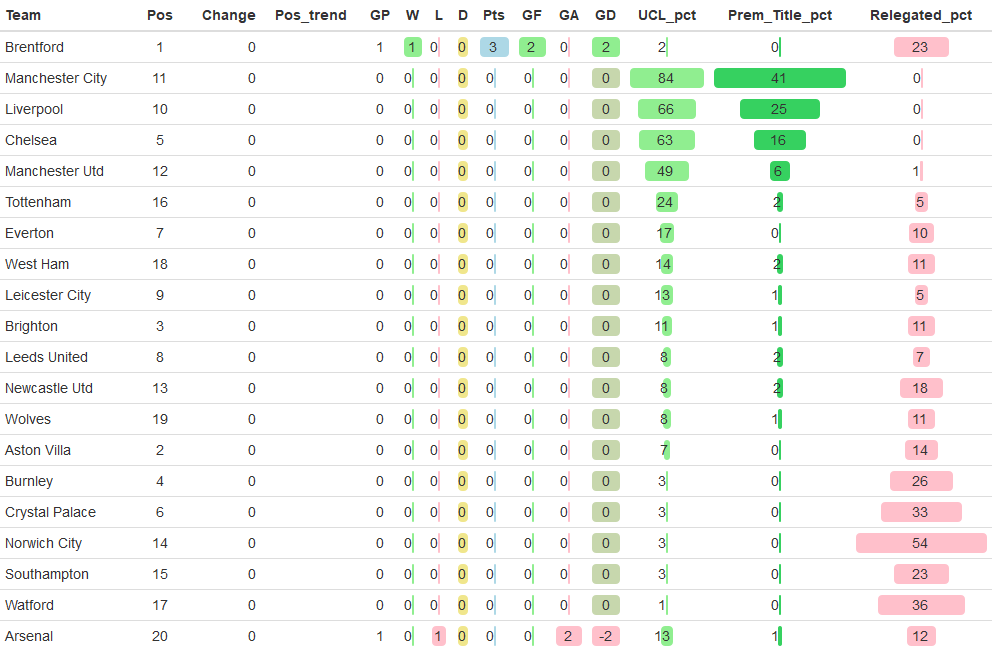 Team Pos Change Pos_trend GP W L D Pts GF GA GD UCL_pct Prem_Title_pct Relegated_pct
Brentford 1 0 1 1 0 0 3 2 0 2 2 0 23
Manchester City 11 0 0 0 0 0 0 0 0 0 84 41 0
Liverpool 10 0 0 0 0 0 0 0 0 0 66 25 0
Chelsea 5 0 0 0 0 0 0 0 0 0 63 16 0
Manchester Utd 12 0 0 0 0 0 0 0 0 0 49 6 1
Tottenham 16 0 0 0 0 0 0 0 0 0 24 2 5
Everton 7 0 0 0 0 0 0 0 0 0 17 0 10
West Ham 18 0 0 0 0 0 0 0 0 0 14 2 11
Leicester City 9 0 0 0 0 0 0 0 0 0 13 1 5
Brighton 3 0 0 0 0 0 0 0 0 0 11 1 11
Leeds United 8 0 0 0 0 0 0 0 0 0 8 2 7
Newcastle Utd 13 0 0 0 0 0 0 0 0 0 8 2 18
Wolves 19 0 0 0 0 0 0 0 0 0 8 1 11
Aston Villa 2 0 0 0 0 0 0 0 0 0 7 0 14
Burnley 4 0 0 0 0 0 0 0 0 0 3 0 26
Crystal Palace 6 0 0 0 0 0 0 0 0 0 3 0 33
Norwich City 14 0 0 0 0 0 0 0 0 0 3 0 54
Southampton 15 0 0 0 0 0 0 0 0 0 3 0 23
Watford 17 0 0 0 0 0 0 0 0 0 1 0 36
Arsenal 20 0 1 0 1 0 0 0 2 -2 13 1 12